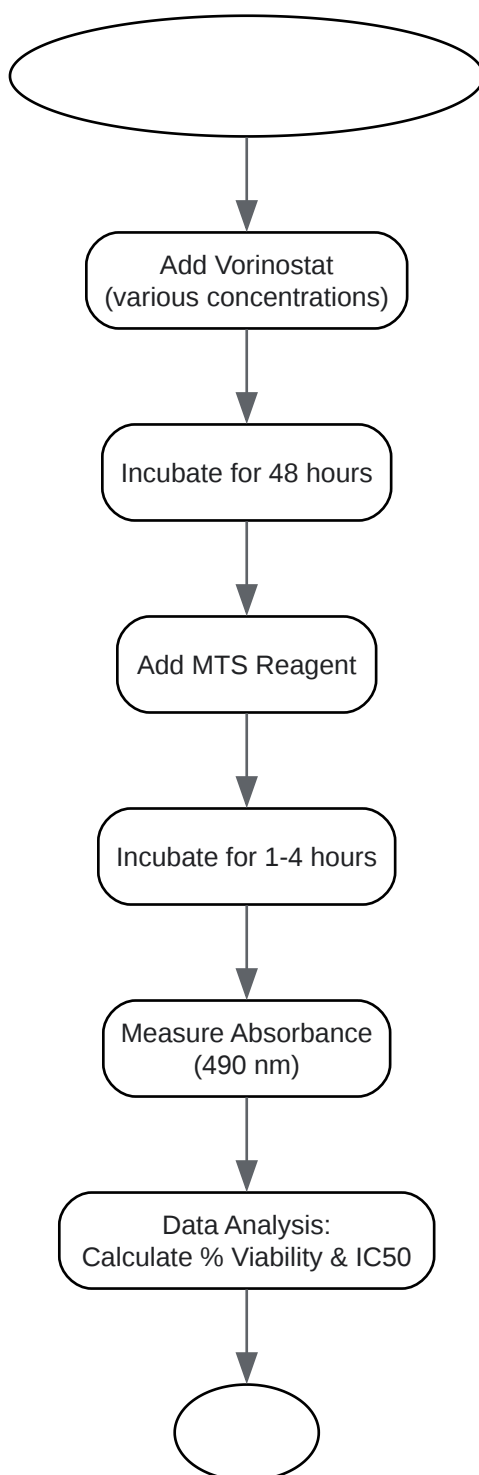 Add Vorinostat
(various concentrations)
Incubate for 48 hours
Add MTS Reagent
Incubate for 1-4 hours
Measure Absorbance
(490 nm)
Data Analysis:
Calculate % Viability & IC50